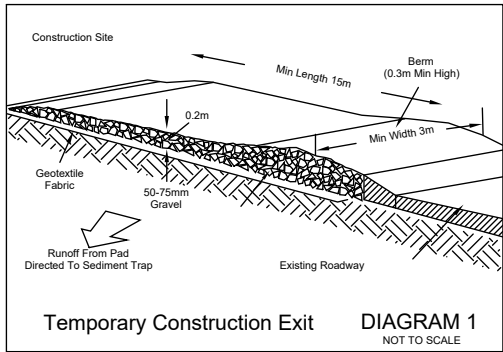 Construction Site
Min Length 15m
Berm
(0.3m Min High)
0.2m
Min Width 3m
Geotextile
Fabric
50-75mm
Gravel
Runoff From Pad
Directed To Sediment Trap
Existing Roadway
Temporary Construction Exit
DIAGRAM 1
NOT TO SCALE